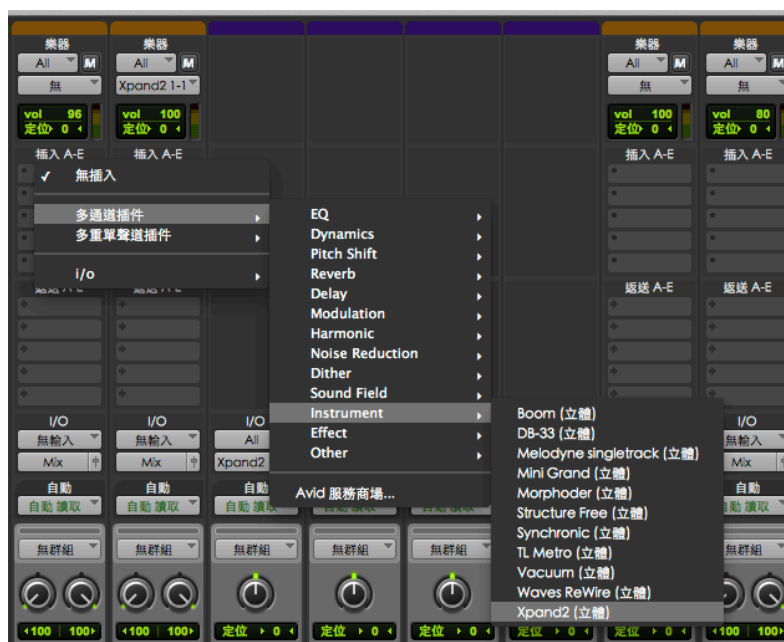 樂器 樂器 樂器 樂器
All M All M All M All M
無 Xpand2 1-1 無 無
vol 96 vol 100 vol 100 vol 80
定位 0 定位 0 定位 0 定位 0
插入 A-E 插入 A-E 插入 A-E 插入 A-E
✓ 無插入
多通道插件
多重單聲道插件
i/o
EQ
Dynamics
Pitch Shift
Reverb
Delay
Modulation
Harmonic
Noise Reduction
Dither
Sound Field
Instrument
Effect
Other
Avid 服務商場...
Boom (立體)
DB-33 (立體)
Melodyne singletrack (立體)
Mini Grand (立體)
Morphoder (立體)
Structure Free (立體)
Synchronic (立體)
TL Metro (立體)
Vacuum (立體)
Waves ReWire (立體)
Xpand2 (立體)
返送 A-E 返送 A-E
I/O I/O I/O I/O
無輸入 無輸入 All 無輸入
Mix Mix Xpand2 Mix
自動 自動 自動 自動
自動 讀取 自動 讀取 自動 讀取 自動 讀取 自動 讀取
無群組 無群組 無群組 無群組 無群組 無群組
100 100 100 100 定位 0 定位 0 定位 0 定位 0 100 100 100